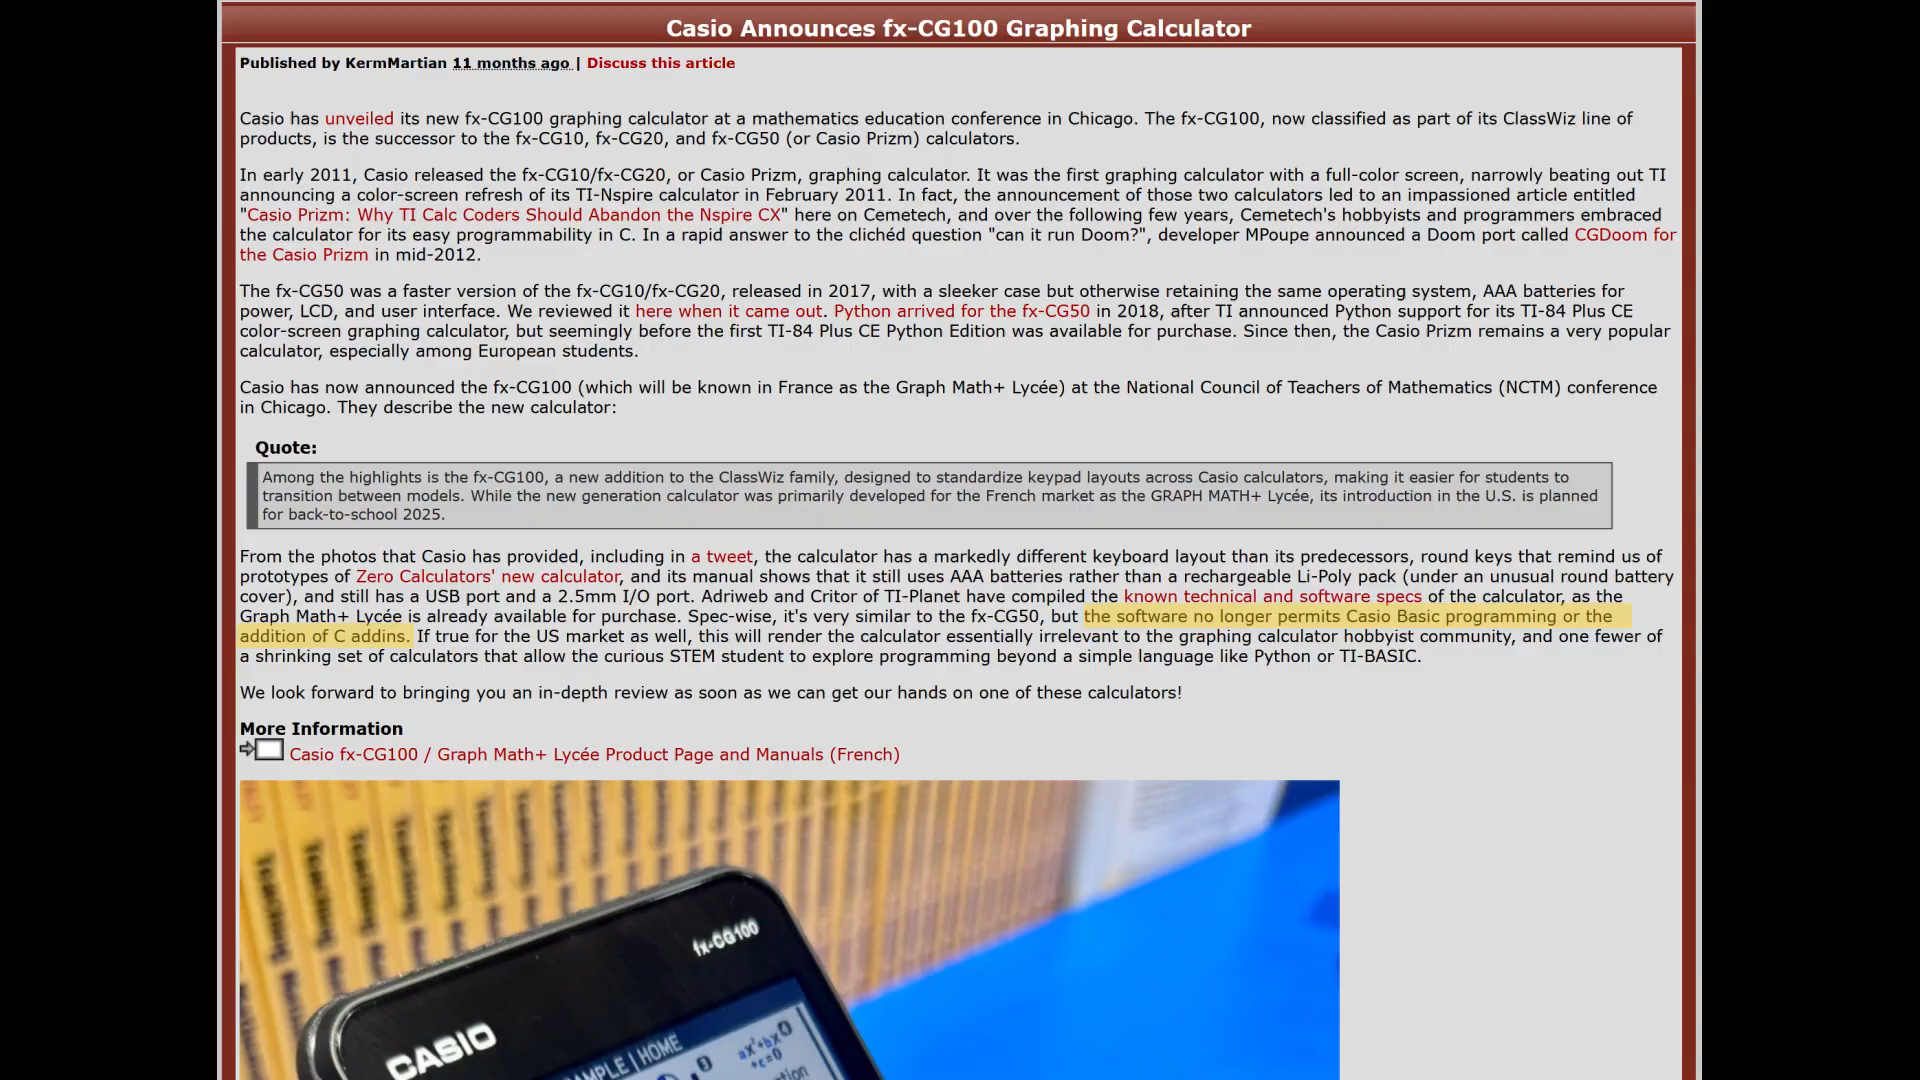 Casio Announces fx-CG100 Graphing Calculator
Published by KermMartian 11 months ago | Discuss this article
Casio has unveiled its new fx-CG100 graphing calculator at a mathematics education conference in Chicago. The fx-CG100, now classified as part of its ClassWiz line of
products, is the successor to the fx-CG10, fx-CG20, and fx-CG50 (or Casio Prizm) calculators.
In early 2011, Casio released the fx-CG10/fx-CG20, or Casio Prizm, graphing calculator. It was the first graphing calculator with a full-color screen, narrowly beating out TI
announcing a color-screen refresh of its TI-Nspire calculator in February 2011. In fact, the announcement of those two calculators led to an impassioned article entitled
"Casio Prizm: Why TI Calc Coders Should Abandon the Nspire CX" here on Cemetech, and over the following few years, Cemetech's hobbyists and programmers embraced
the calculator for its easy programmability in C. In a rapid answer to the clichéd question "can it run Doom?", developer MPoupe announced a Doom port called CGDoom for
the Casio Prizm in mid-2012.
The fx-CG50 was a faster version of the fx-CG10/fx-CG20, released in 2017, with a sleeker case but otherwise retaining the same operating system, AAA batteries for
power, LCD, and user interface. We reviewed it here when it came out. Python arrived for the fx-CG50 in 2018, after TI announced Python support for its TI-84 Plus CE
color-screen graphing calculator, but seemingly before the first TI-84 Plus CE Python Edition was available for purchase. Since then, the Casio Prizm remains a very popular
calculator, especially among European students.
Casio has now announced the fx-CG100 (which will be known in France as the Graph Math+ Lycée) at the National Council of Teachers of Mathematics (NCTM) conference
in Chicago. They describe the new calculator:
Quote:
Among the highlights is the fx-CG100, a new addition to the ClassWiz family, designed to standardize keypad layouts across Casio calculators, making it easier for students to
transition between models. While the new generation calculator was primarily developed for the French market as the GRAPH MATH+ Lycée, its introduction in the U.S. is planned
for back-to-school 2025.
From the photos that Casio has provided, including in a tweet, the calculator has a markedly different keyboard layout than its predecessors, round keys that remind us of
prototypes of Zero Calculators' new calculator, and its manual shows that it still uses AAA batteries rather than a rechargeable Li-Poly pack (under an unusual round battery
cover), and still has a USB port and a 2.5mm I/O port. Adriweb and Critor of TI-Planet have compiled the known technical and software specs of the calculator, as the
Graph Math+ Lycée is already available for purchase. Spec-wise, it's very similar to the fx-CG50, but the software no longer permits Casio Basic programming or the
addition of C addins. If true for the US market as well, this will render the calculator essentially irrelevant to the graphing calculator hobbyist community, and one fewer of
a shrinking set of calculators that allow the curious STEM student to explore programming beyond a simple language like Python or TI-BASIC.
We look forward to bringing you an in-depth review as soon as we can get our hands on one of these calculators!
More Information
Casio fx-CG100 / Graph Math+ Lycée Product Page and Manuals (French)
Teaching Teaching Teaching Teaching
fx-CG100
CASIO
HOME